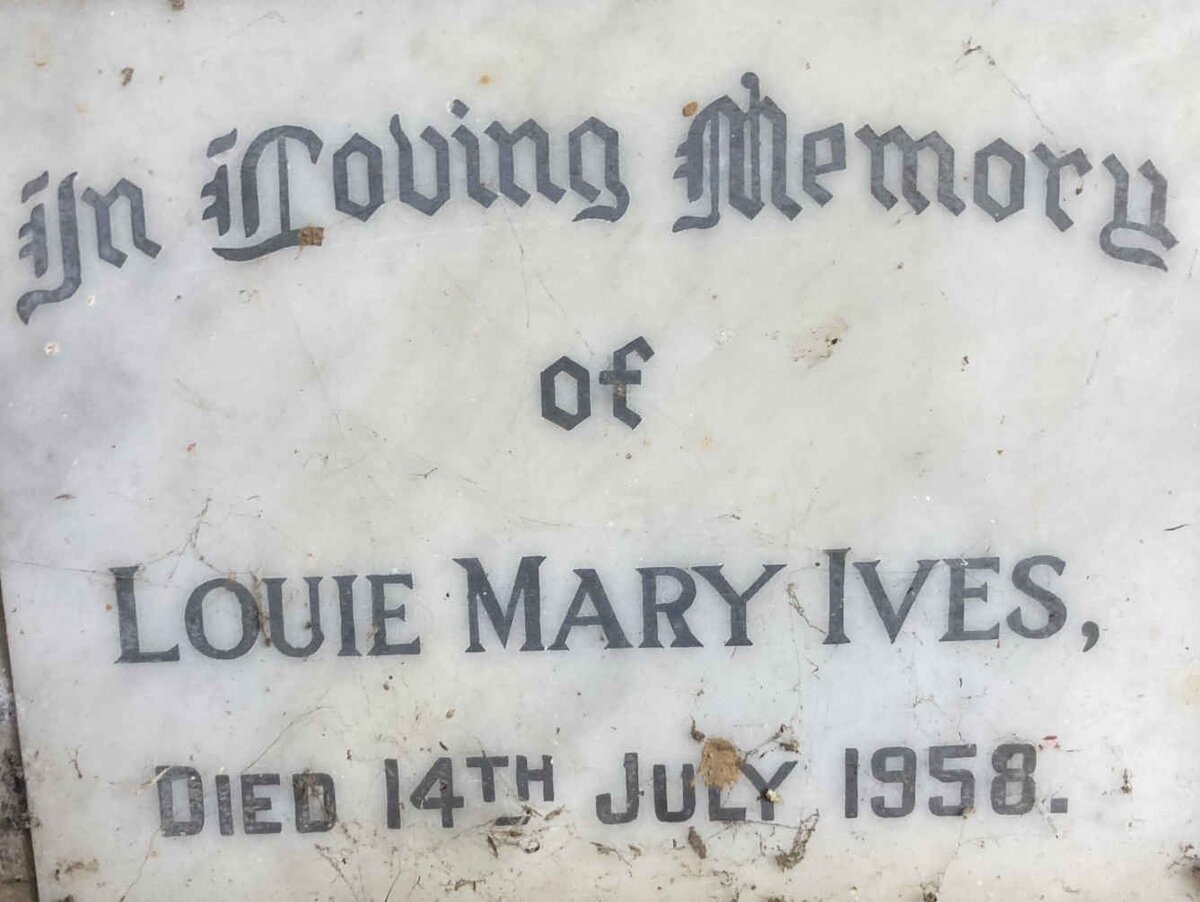 In Loving Memory
of
LOUIE MARY IVES,
DIED 14TH JULY 1958.